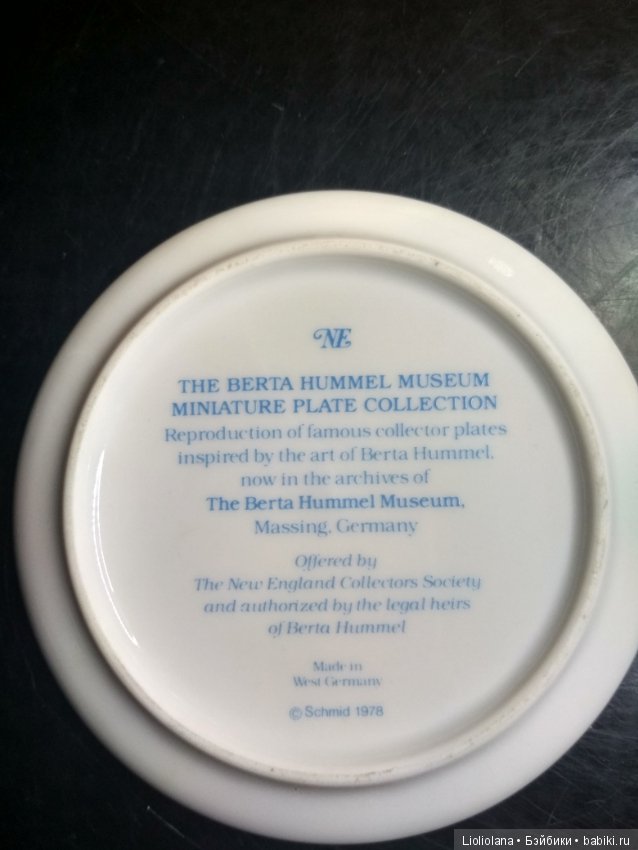 NE
THE BERTA HUMMEL MUSEUM
MINIATURE PLATE COLLECTION
Reproduction of famous collector plates
inspired by the art of Berta Hummel,
now in the archives of
The Berta Hummel Museum,
Massing, Germany
Offered by
The New England Collectors Society
and authorized by the legal heirs
of Berta Hummel
Made in
West Germany
© Schmid 1978
Lioliolana • Бэйбики • babiki.ru